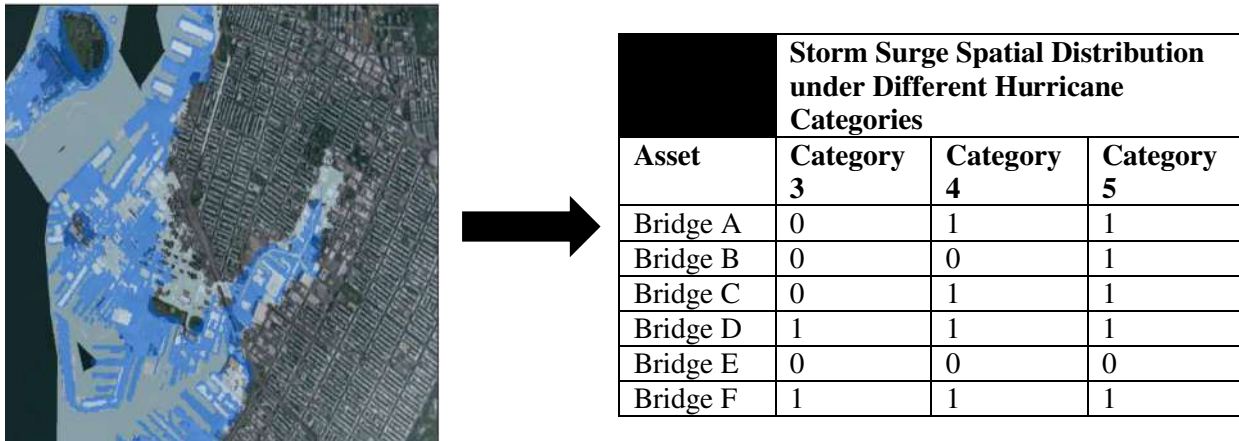 Storm Surge Spatial Distribution
under Different Hurricane
Categories
Asset Category Category Category
3 4 5
Bridge A 0 1 1
Bridge B 0 0 1
Bridge C 0 1 1
Bridge D 1 1 1
Bridge E 0 0 0
Bridge F 1 1 1